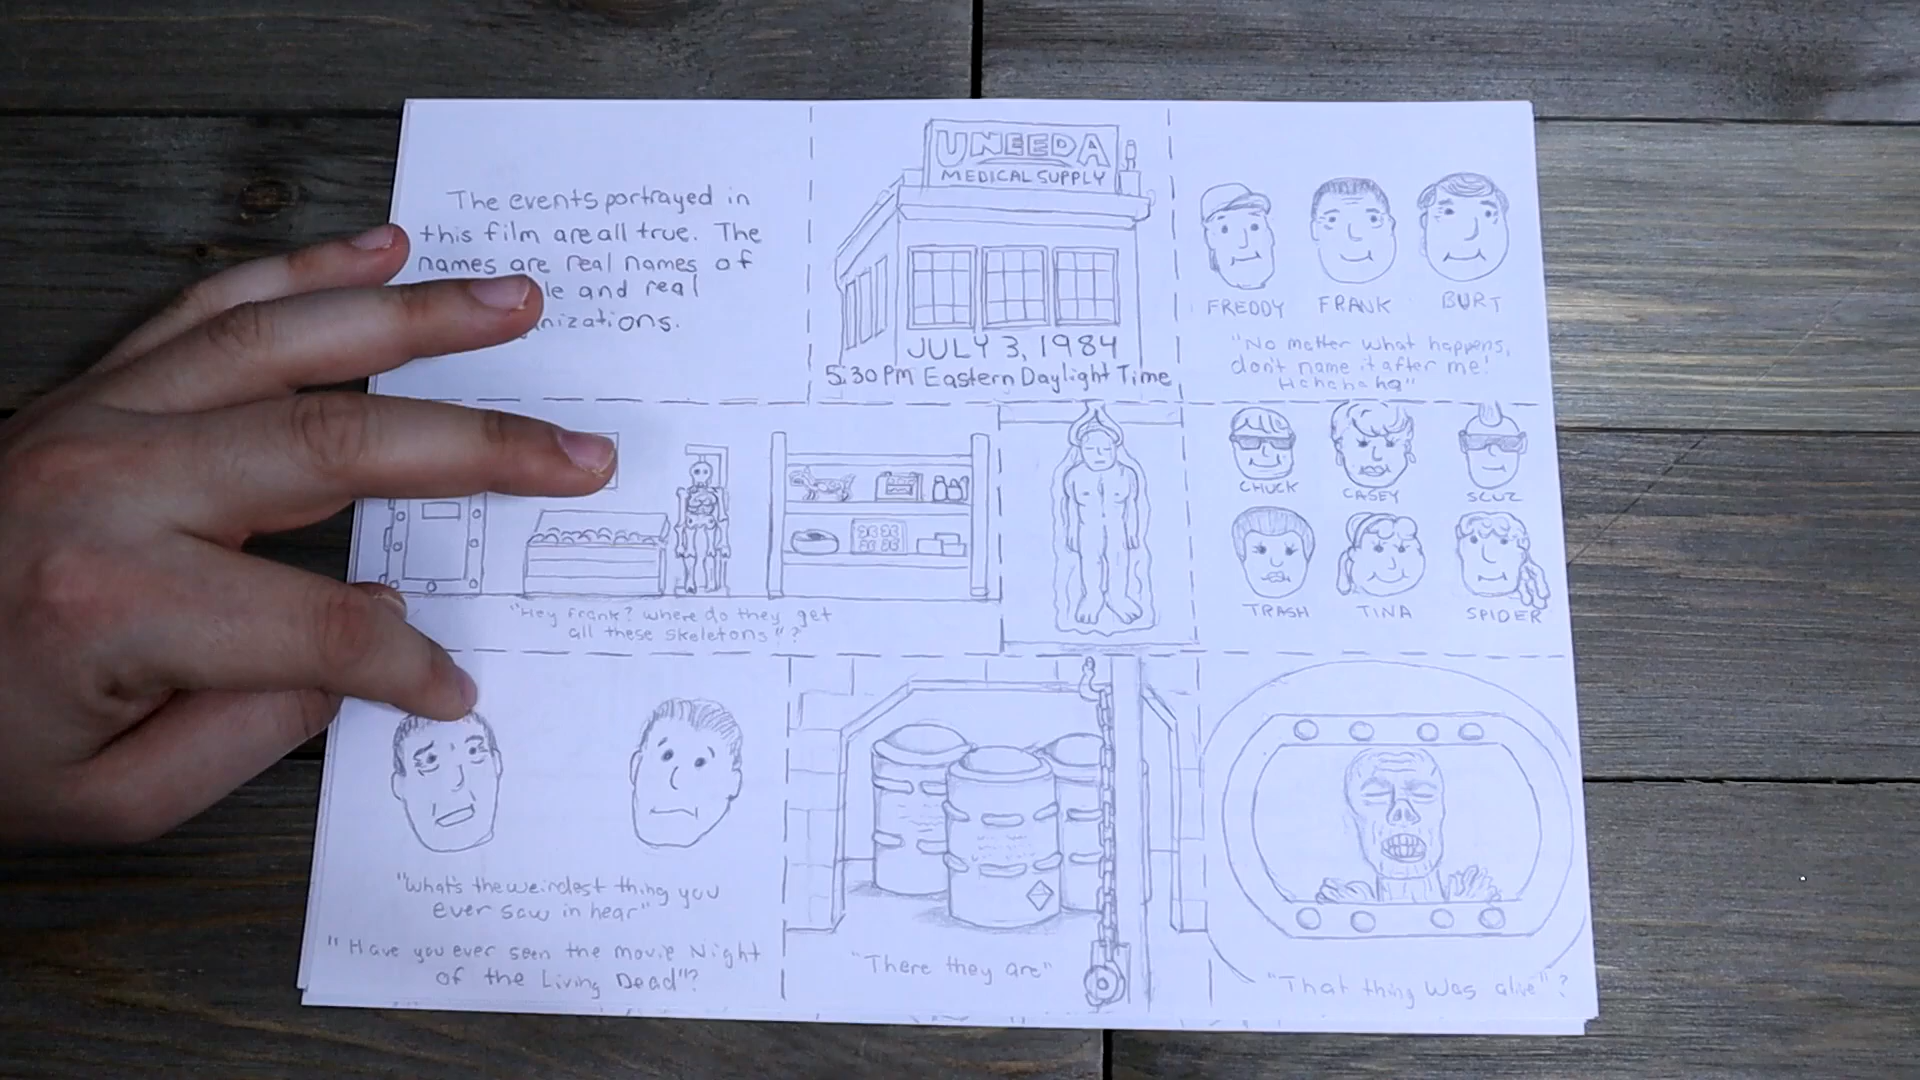 The events portrayed in
this film are all true. The
names are real names of
le and real
nizations.
UNEEDA
MEDICAL SUPPLY
JULY 3, 1984
5:30 PM Eastern Daylight Time
FREDDY FRANK BURT
"No matter what happens,
don't name it after me!
Hahahaha"
"Hey Frank? where do they get
all these skeletons"?
CHUCK CASEY SCUZ
TRASH TINA SPIDER
"What's the weirdest thing you
ever saw in hear"
"Have you ever seen the movie Night
of the Living Dead"?
"There they are"
"That thing was alive"?